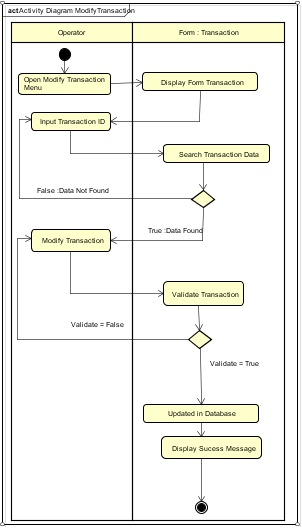 act Activity Diagram ModifyTransaction
Operator
Form : Transaction
Open Modify Transaction
Menu
Display Form Transaction
Input Transaction ID
Search Transaction Data
False :Data Not Found
True :Data Found
Modify Transaction
Validate Transaction
Validate = False
Validate = True
Updated in Database
Display Sucess Message